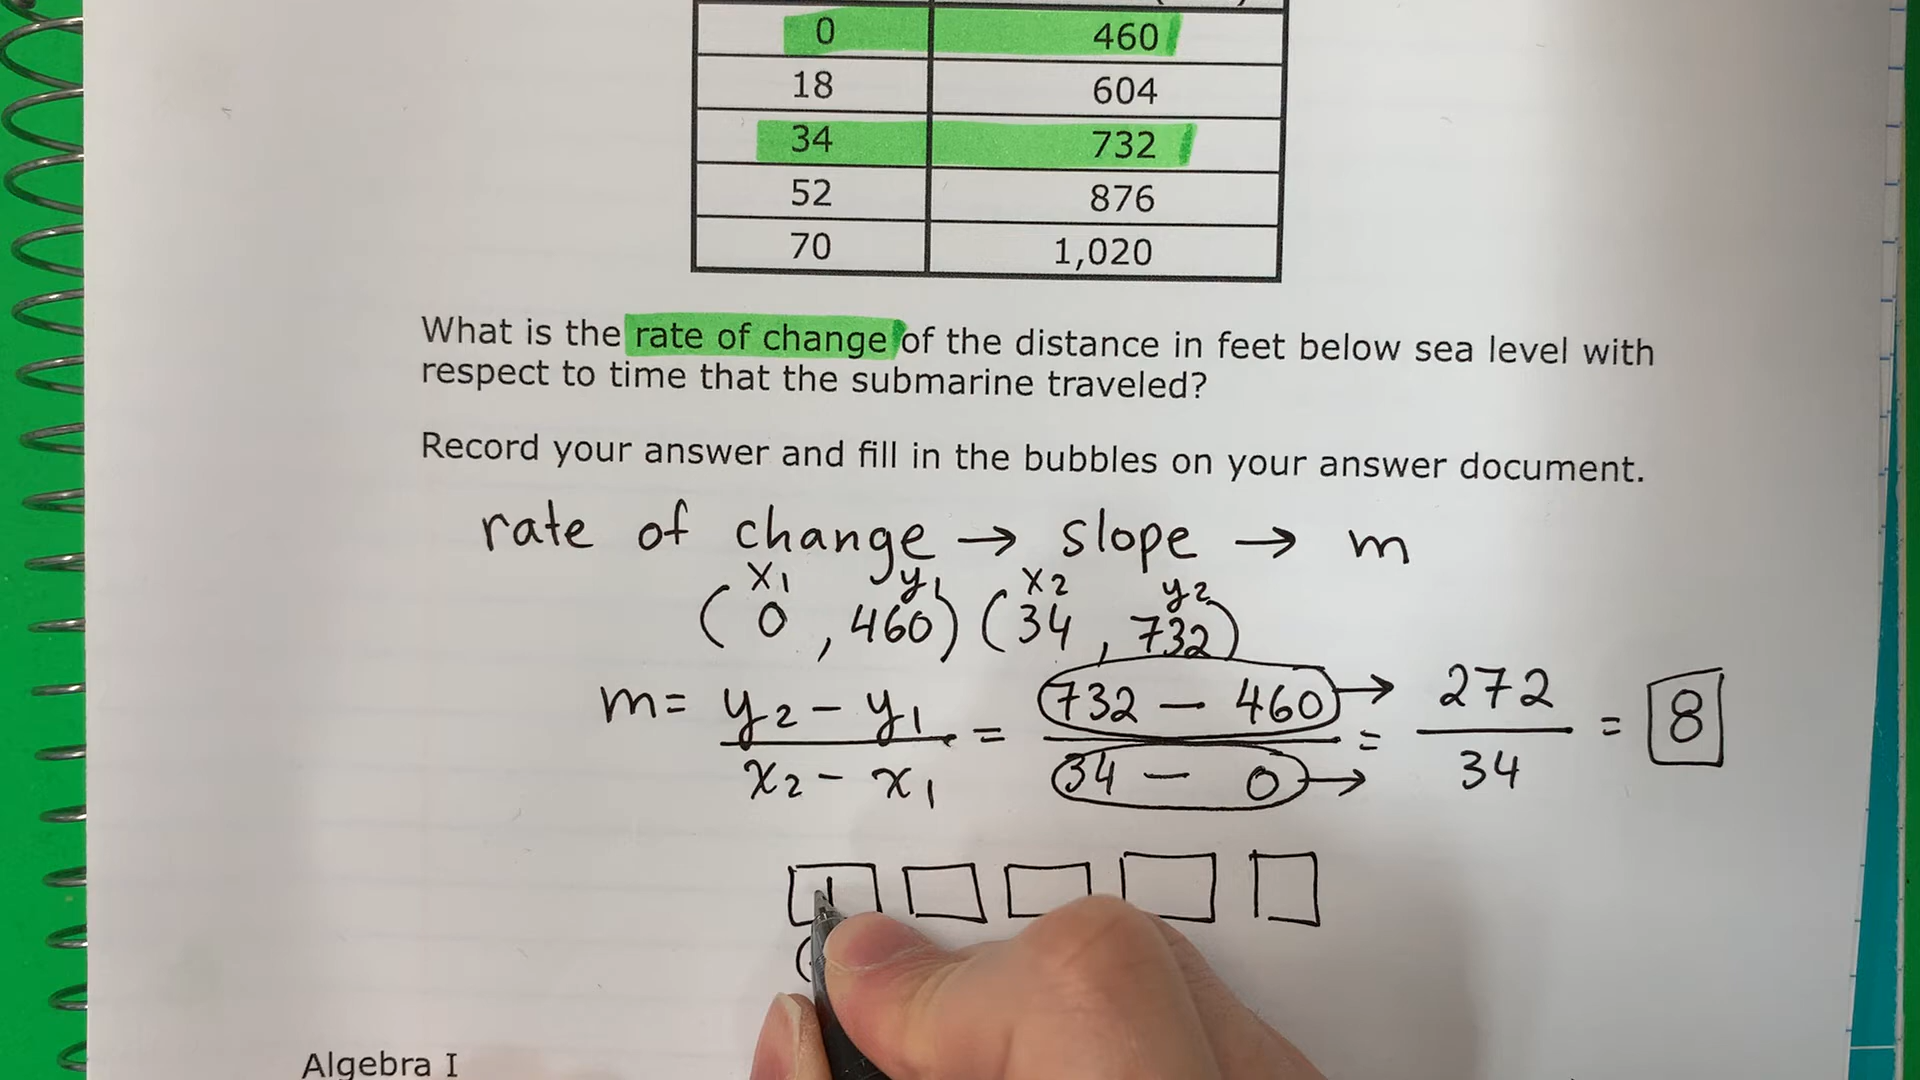 0 460
18 604
34 732
52 876
70 1,020
What is the rate of change of the distance in feet below sea level with
respect to time that the submarine traveled?
Record your answer and fill in the bubbles on your answer document.
rate of change → slope → m
x1 y1 x2 y2
(0, 460) (34, 732)
m = y2 - y1 = 732 - 460 → = 272 = 8
x2 - x1 34 - 0 → 34
Algebra I